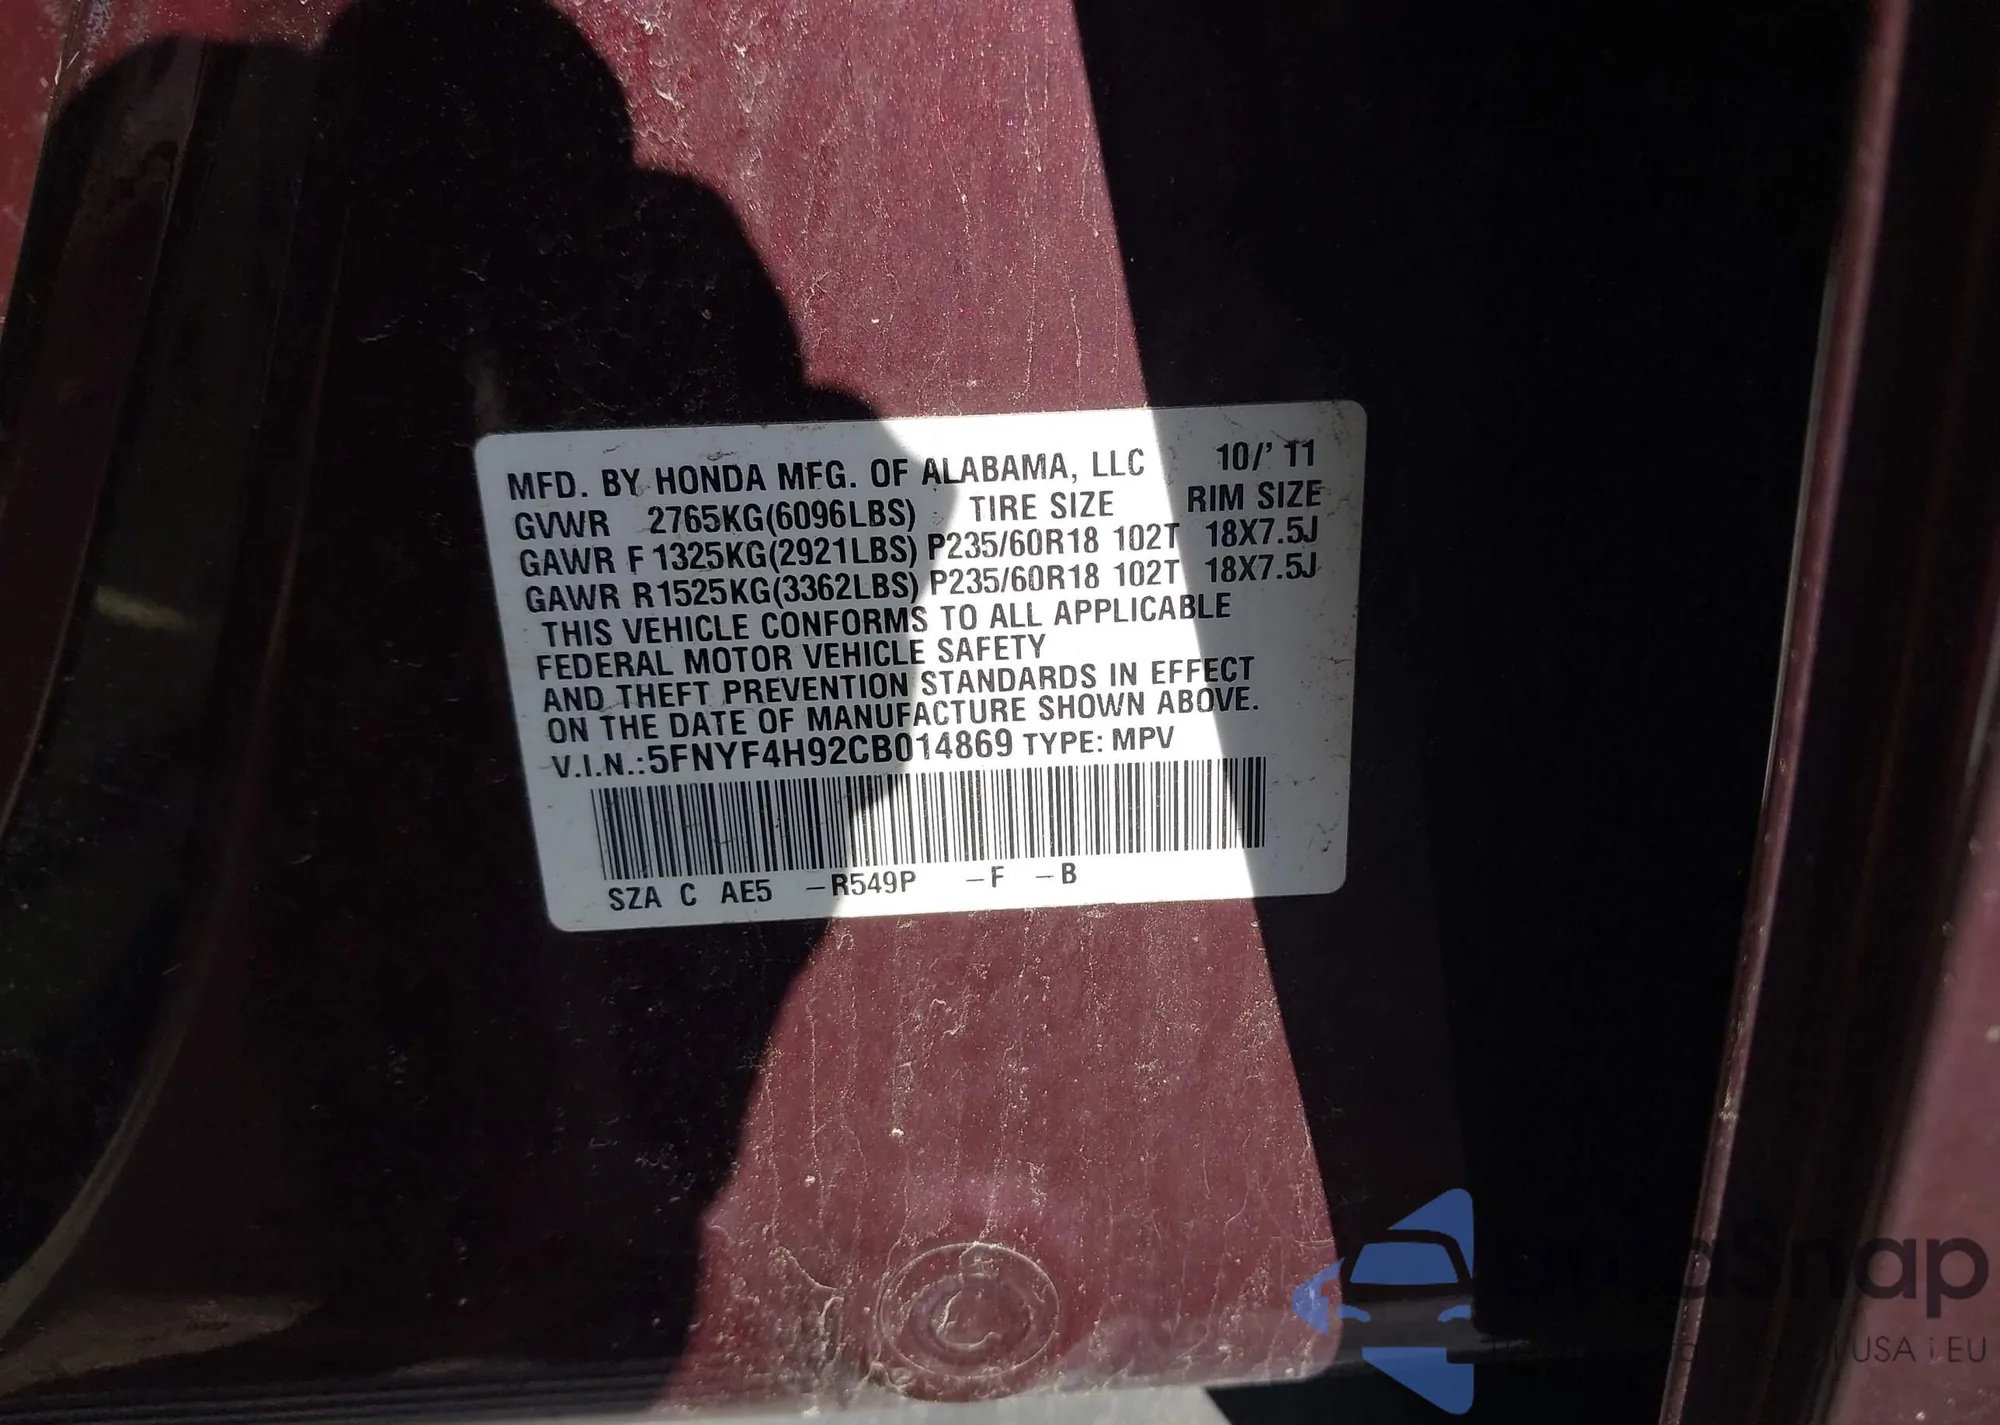 MFD. BY HONDA MFG. OF ALABAMA, LLC 10/' 11
GVWR 2765KG(6096LBS) TIRE SIZE RIM SIZE
GAWR F 1325KG(2921LBS) P235/60R18 102T 18X7.5J
GAWR R1525KG(3362LBS) P235/60R18 102T 18X7.5J
THIS VEHICLE CONFORMS TO ALL APPLICABLE
FEDERAL MOTOR VEHICLE SAFETY
AND THEFT PREVENTION STANDARDS IN EFFECT
ON THE DATE OF MANUFACTURE SHOWN ABOVE.
V.I.N.:5FNYF4H92CB014869 TYPE: MPV
SZA C AE5 -R549P -F -B
USA i EU